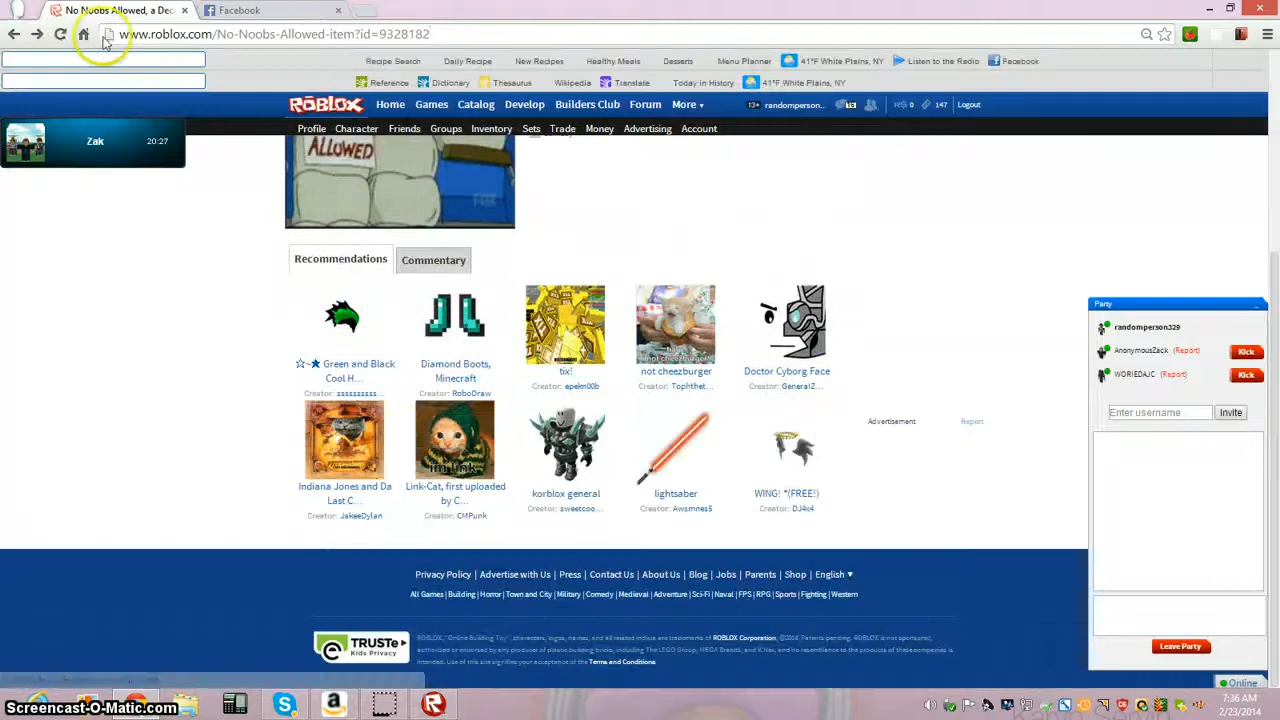 No Noobs Allowed, a Dec
Facebook
www.roblox.com/No-Noobs-Allowed-item?id=9328182
Recipe Search Daily Recipe New Recipes Healthy Meals Desserts Menu Planner 41°F White Plains, NY Listen to the Radio Facebook
Reference Dictionary Thesaurus Wikipedia Translate Today in History 41°F White Plains, NY
ROBLOX Home Games Catalog Develop Builders Club Forum More 13+ randomperson... 15 R$ 0 147 Logout
Profile Character Friends Groups Inventory Sets Trade Money Advertising Account
Zak 20:27
ALLOWED
FOX
Recommendations Commentary
☆~★ Green and Black Cool H...
Creator: zzzzzzzzzz...
Diamond Boots, Minecraft
Creator: RoboDraw
tix!
Creator: epekn00b
not cheezburger
not cheezburger
Creator: Tophthet...
Doctor Cyborg Face
Creator: GeneralZ...
Indiana Jones and Da Last C...
Creator: JakeeDylan
im link
Link-Cat, first uploaded by C...
Creator: CMPunk
korblox general
Creator: sweetcoo...
lightsaber
Creator: Awsmnes5
WING! *(FREE!)
Creator: DJ4x4
Advertisement Report
Party
randomperson329
(Report) Kick
WORIEDAJC (Report) Kick
Enter username Invite
Leave Party
Online
Privacy Policy | Advertise with Us | Press | Contact Us | About Us | Blog | Jobs | Parents | Shop | English
All Games | Building | Horror | Town and City | Military | Comedy | Medieval | Adventure | Sci-Fi | Naval | FPS | RPG | Sports | Fighting | Western
TRUSTe
Kids Privacy
ROBLOX, "Online Building Toy", characters, logos, names, and all related indicia are trademarks of ROBLOX Corporation, ©2014. Patents pending. ROBLOX is not sponsored,
authorized or endorsed by any producer of plastic building bricks, including The LEGO Group, MEGA Brands, and K'Nex, and no resemblance to the products of these companies is
intended. Use of this site signifies your acceptance of the Terms and Conditions.
Screencast-O-Matic.com
7:36 AM
2/23/2014